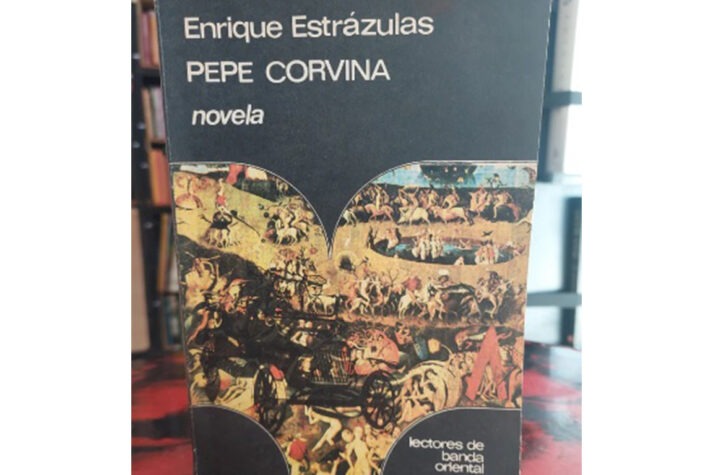 Enrique Estrázulas
PEPE CORVINA
novela
lectores de
banda
oriental